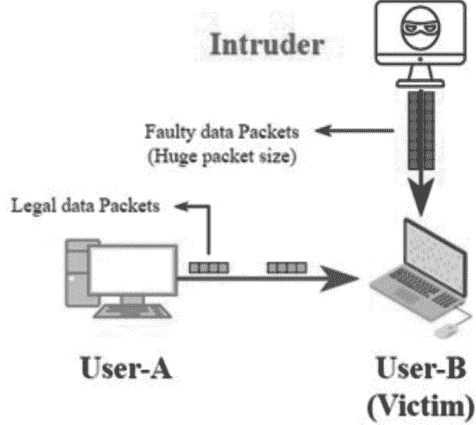 Intruder
Faulty data Packets
(Huge packet size)
Legal data Packets
User-A
User-B
(Victim)